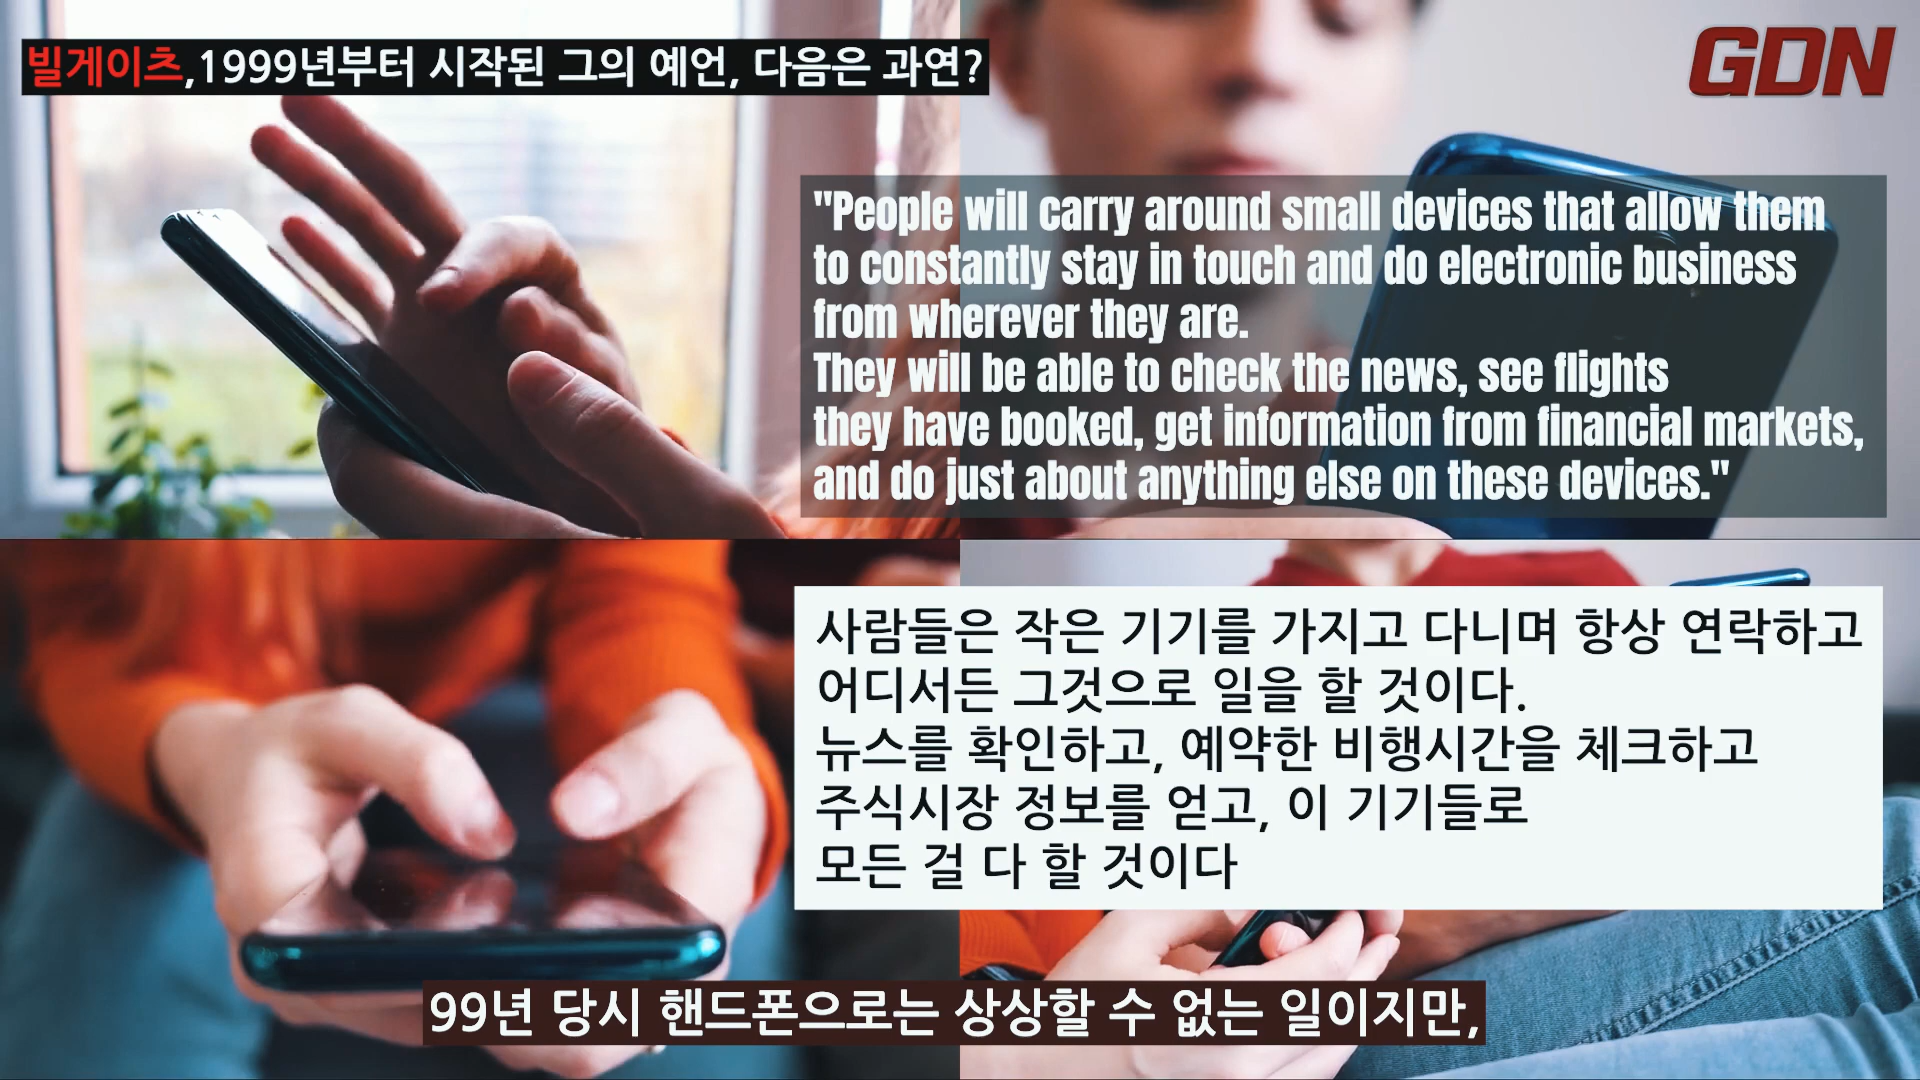 빌게이츠,1999년부터 시작된 그의 예언, 다음은 과연?
GDN
"People will carry around small devices that allow them
to constantly stay in touch and do electronic business
from wherever they are.
They will be able to check the news, see flights
they have booked, get information from financial markets,
and do just about anything else on these devices."
사람들은 작은 기기를 가지고 다니며 항상 연락하고
어디서든 그것으로 일을 할 것이다.
뉴스를 확인하고, 예약한 비행시간을 체크하고
주식시장 정보를 얻고, 이 기기들로
모든 걸 다 할 것이다
99년 당시 핸드폰으로는 상상할 수 없는 일이지만,